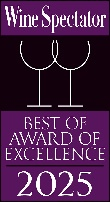 Wine Spectator
BEST OF
AWARD OF
EXCELLENCE
2025